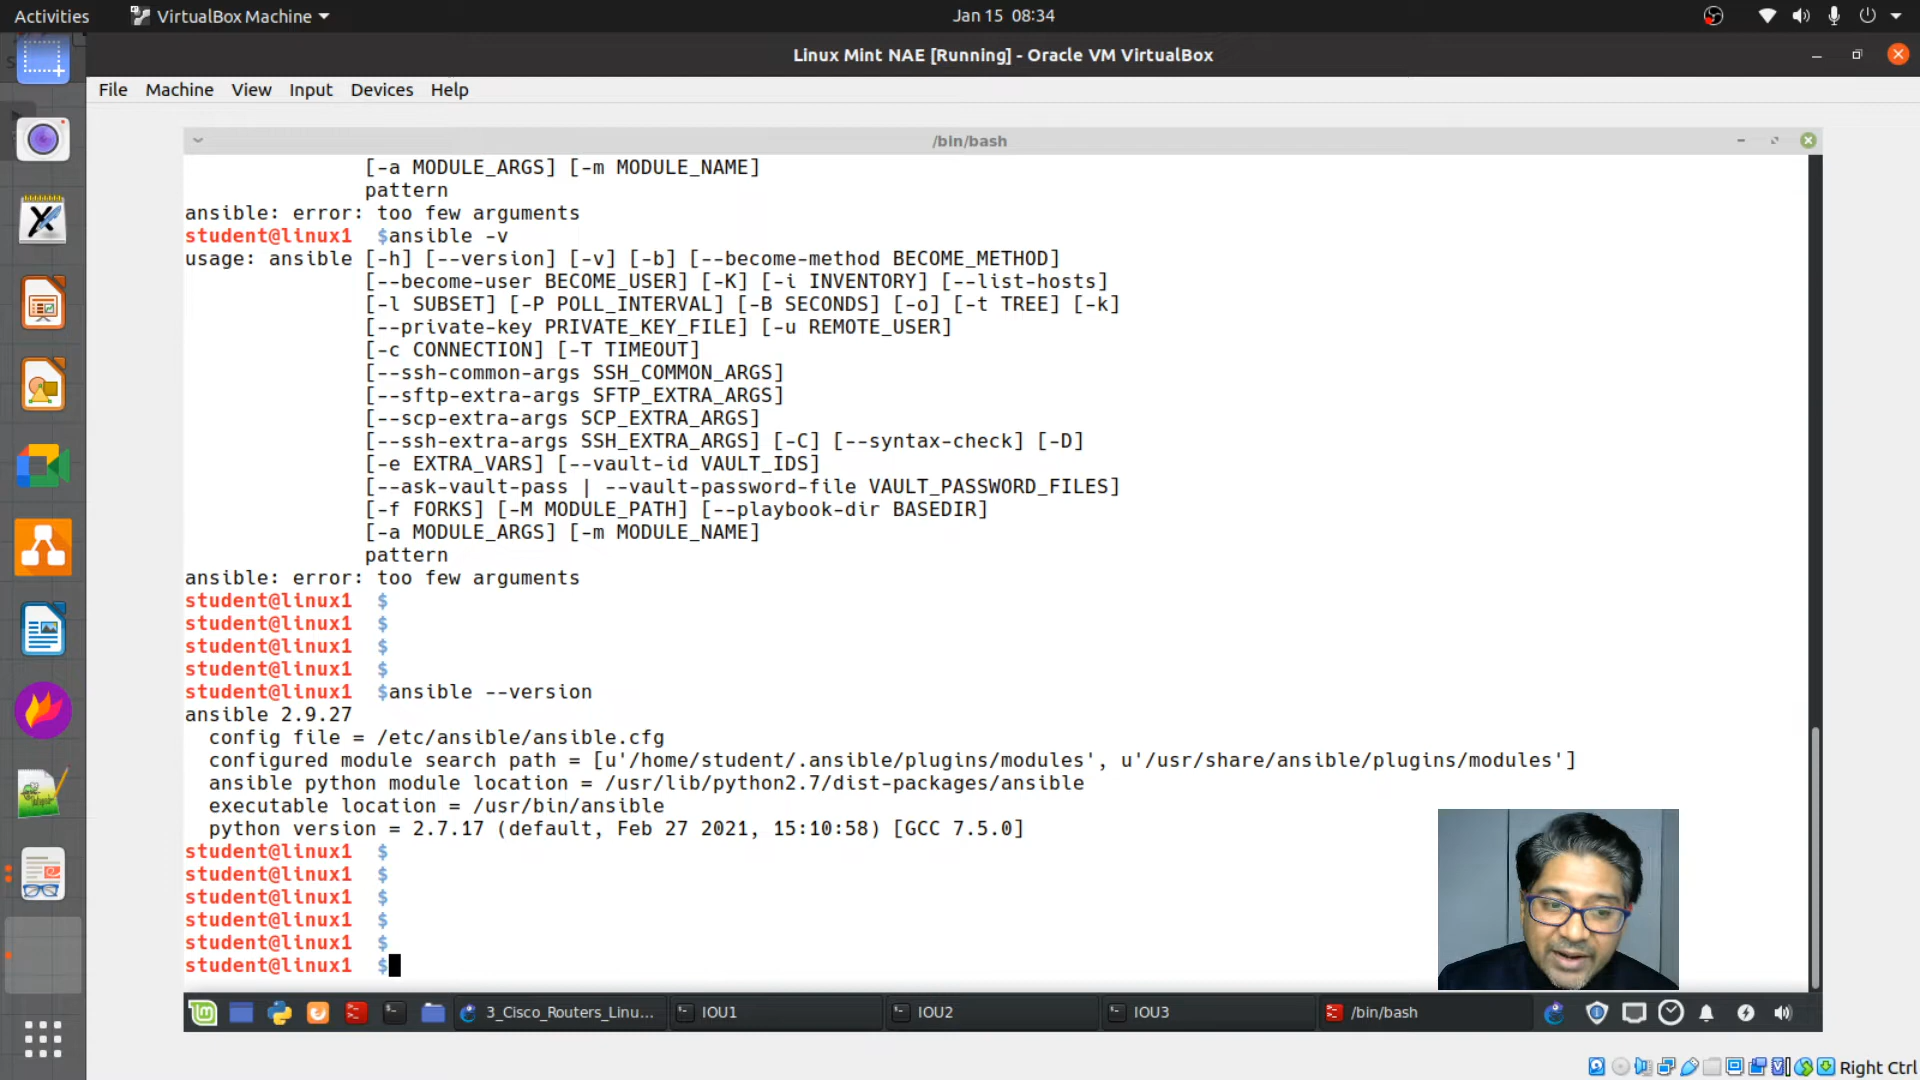 Activities VirtualBox Machine Jan 15 08:34
Linux Mint NAE [Running] - Oracle VM VirtualBox
File Machine View Input Devices Help
/bin/bash
[-a MODULE_ARGS] [-m MODULE_NAME]
pattern
ansible: error: too few arguments
student@linux1 $ansible -v
usage: ansible [-h] [--version] [-v] [-b] [--become-method BECOME_METHOD]
[--become-user BECOME_USER] [-K] [-i INVENTORY] [--list-hosts]
[-l SUBSET] [-P POLL_INTERVAL] [-B SECONDS] [-o] [-t TREE] [-k]
[--private-key PRIVATE_KEY_FILE] [-u REMOTE_USER]
[-c CONNECTION] [-T TIMEOUT]
[--ssh-common-args SSH_COMMON_ARGS]
[--sftp-extra-args SFTP_EXTRA_ARGS]
[--scp-extra-args SCP_EXTRA_ARGS]
[--ssh-extra-args SSH_EXTRA_ARGS] [-C] [--syntax-check] [-D]
[-e EXTRA_VARS] [--vault-id VAULT_IDS]
[--ask-vault-pass | --vault-password-file VAULT_PASSWORD_FILES]
[-f FORKS] [-M MODULE_PATH] [--playbook-dir BASEDIR]
[-a MODULE_ARGS] [-m MODULE_NAME]
pattern
ansible: error: too few arguments
student@linux1 $
student@linux1 $
student@linux1 $
student@linux1 $
student@linux1 $ansible --version
ansible 2.9.27
config file = /etc/ansible/ansible.cfg
configured module search path = [u'/home/student/.ansible/plugins/modules', u'/usr/share/ansible/plugins/modules']
ansible python module location = /usr/lib/python2.7/dist-packages/ansible
executable location = /usr/bin/ansible
python version = 2.7.17 (default, Feb 27 2021, 15:10:58) [GCC 7.5.0]
student@linux1 $
student@linux1 $
student@linux1 $
student@linux1 $
student@linux1 $
student@linux1 $
3_Cisco_Routers_Linu... IOU1 IOU2 IOU3 /bin/bash
Right Ctrl